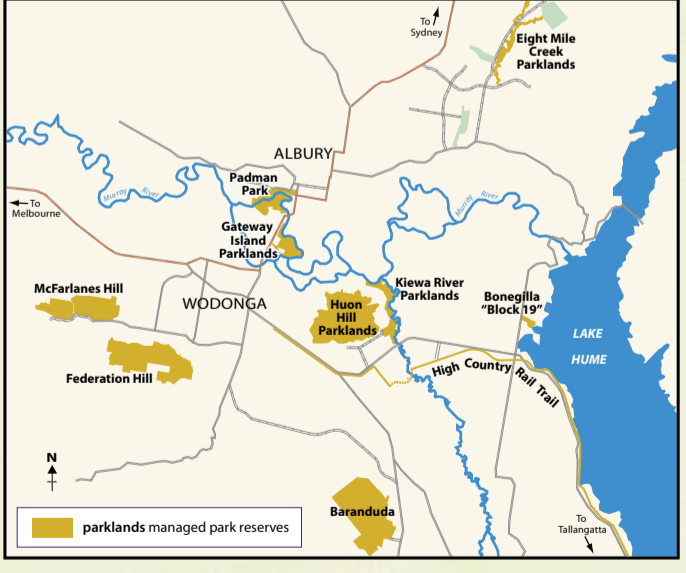 To
Sydney
Eight Mile
Creek
Parklands
ALBURY
Padman
Park
Murray River
To
Melbourne
Murray River
Gateway
Island
Parklands
McFarlanes Hill
WODONGA
Kiewa River
Parklands
Huon
Hill
Parklands
Bonegilla
“Block 19”
LAKE
HUME
High Country Rail Trail
Federation Hill
N
Baranduda
parklands managed park reserves
To
Tallangatta